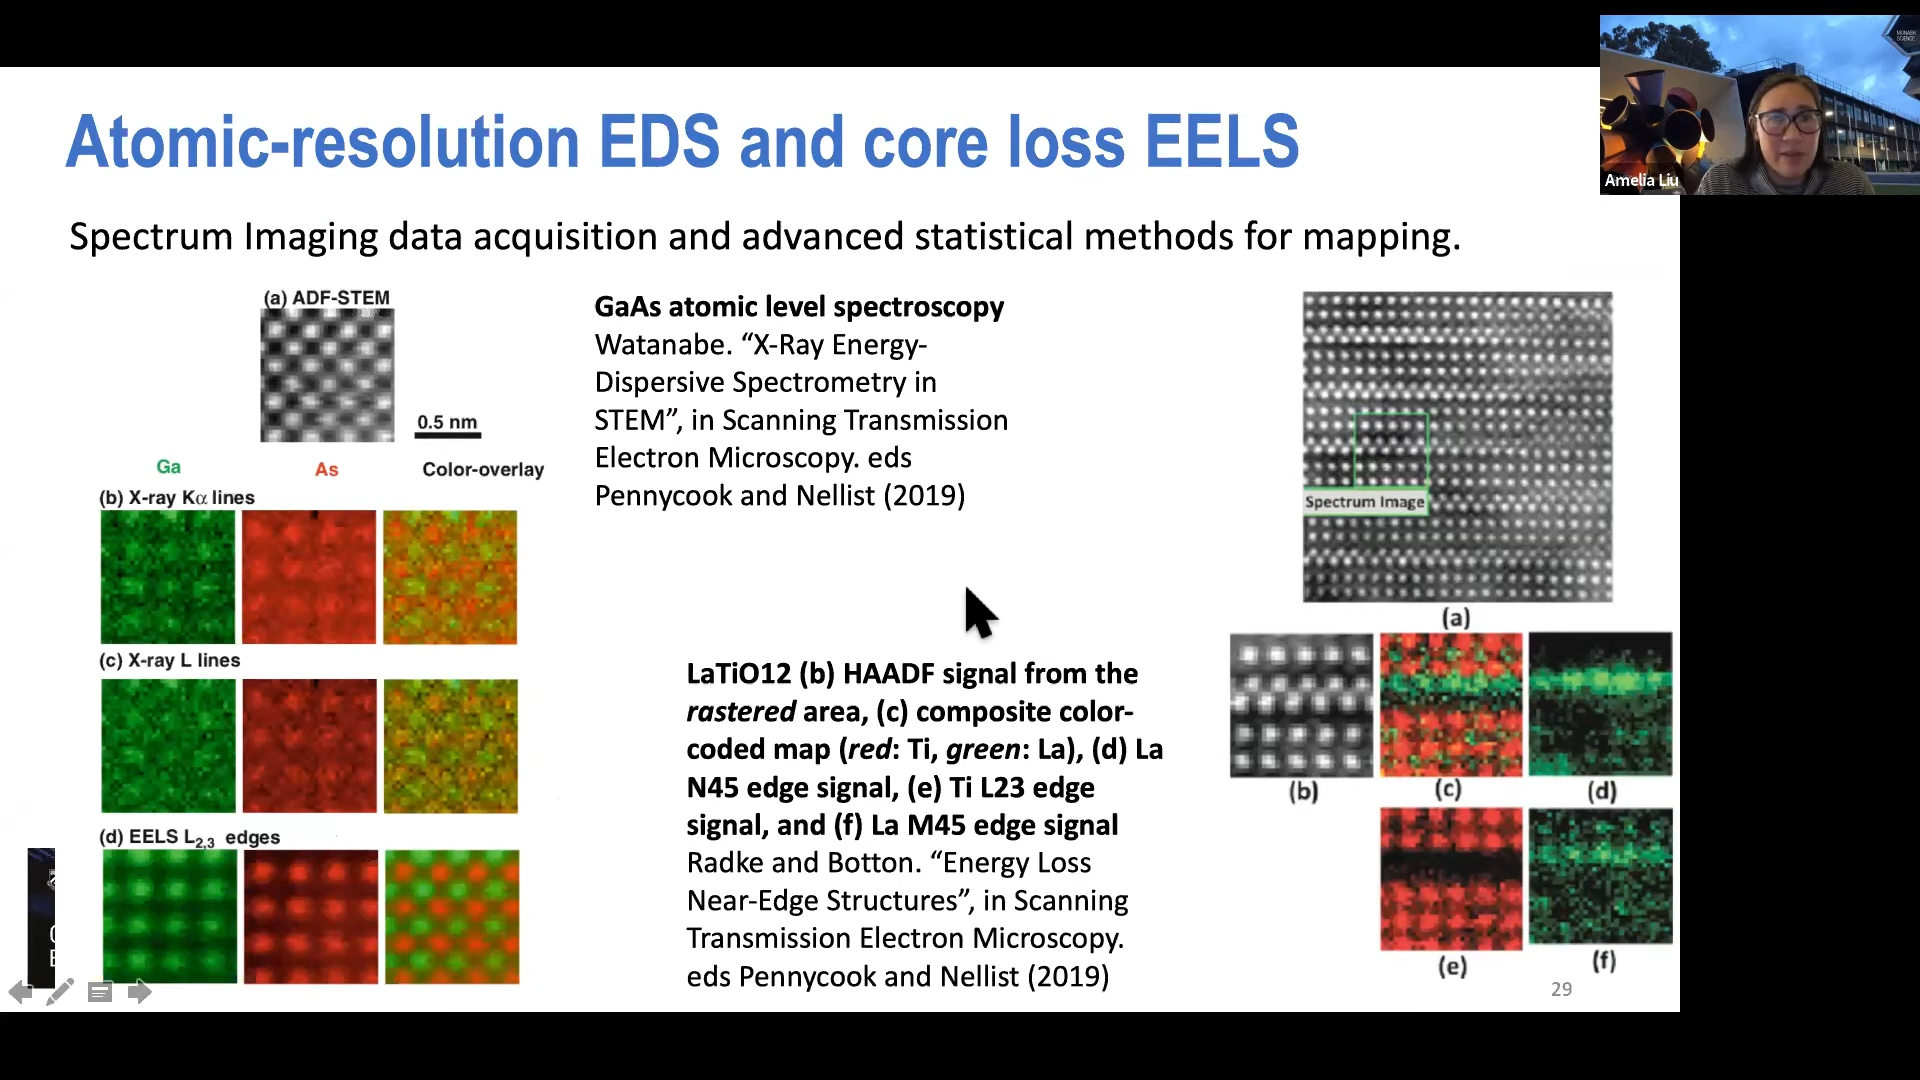 MONASH
SCIENCE
Amelia Liu
Atomic-resolution EDS and core loss EELS
Spectrum Imaging data acquisition and advanced statistical methods for mapping.
(a) ADF-STEM
0.5 nm
Ga
As
Color-overlay
(b) X-ray Kα lines
(c) X-ray L lines
(d) EELS L2,3 edges
GaAs atomic level spectroscopy
Watanabe. “X-Ray Energy-
Dispersive Spectrometry in
STEM”, in Scanning Transmission
Electron Microscopy. eds
Pennycook and Nellist (2019)
LaTiO12 (b) HAADF signal from the
rastered area, (c) composite color-
coded map (red: Ti, green: La), (d) La
N45 edge signal, (e) Ti L23 edge
signal, and (f) La M45 edge signal
Radke and Botton. “Energy Loss
Near-Edge Structures”, in Scanning
Transmission Electron Microscopy.
eds Pennycook and Nellist (2019)
Spectrum Image
(a)
(b)
(c)
(d)
(e)
(f)
29